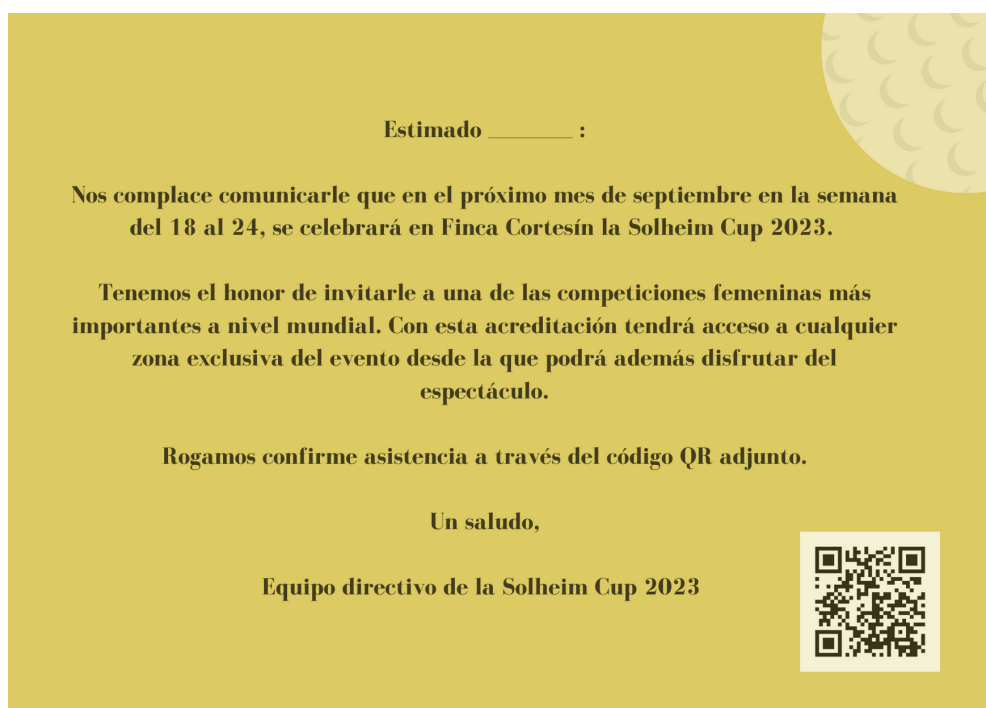 Estimado ________ :
Nos complace comunicarle que en el próximo mes de septiembre en la semana
del 18 al 24, se celebrará en Finca Cortesín la Solheim Cup 2023.
Tenemos el honor de invitarle a una de las competiciones femeninas más
importantes a nivel mundial. Con esta acreditación tendrá acceso a cualquier
zona exclusiva del evento desde la que podrá además disfrutar del
espectáculo.
Rogamos confirme asistencia a través del código QR adjunto.
Un saludo,
Equipo directivo de la Solheim Cup 2023